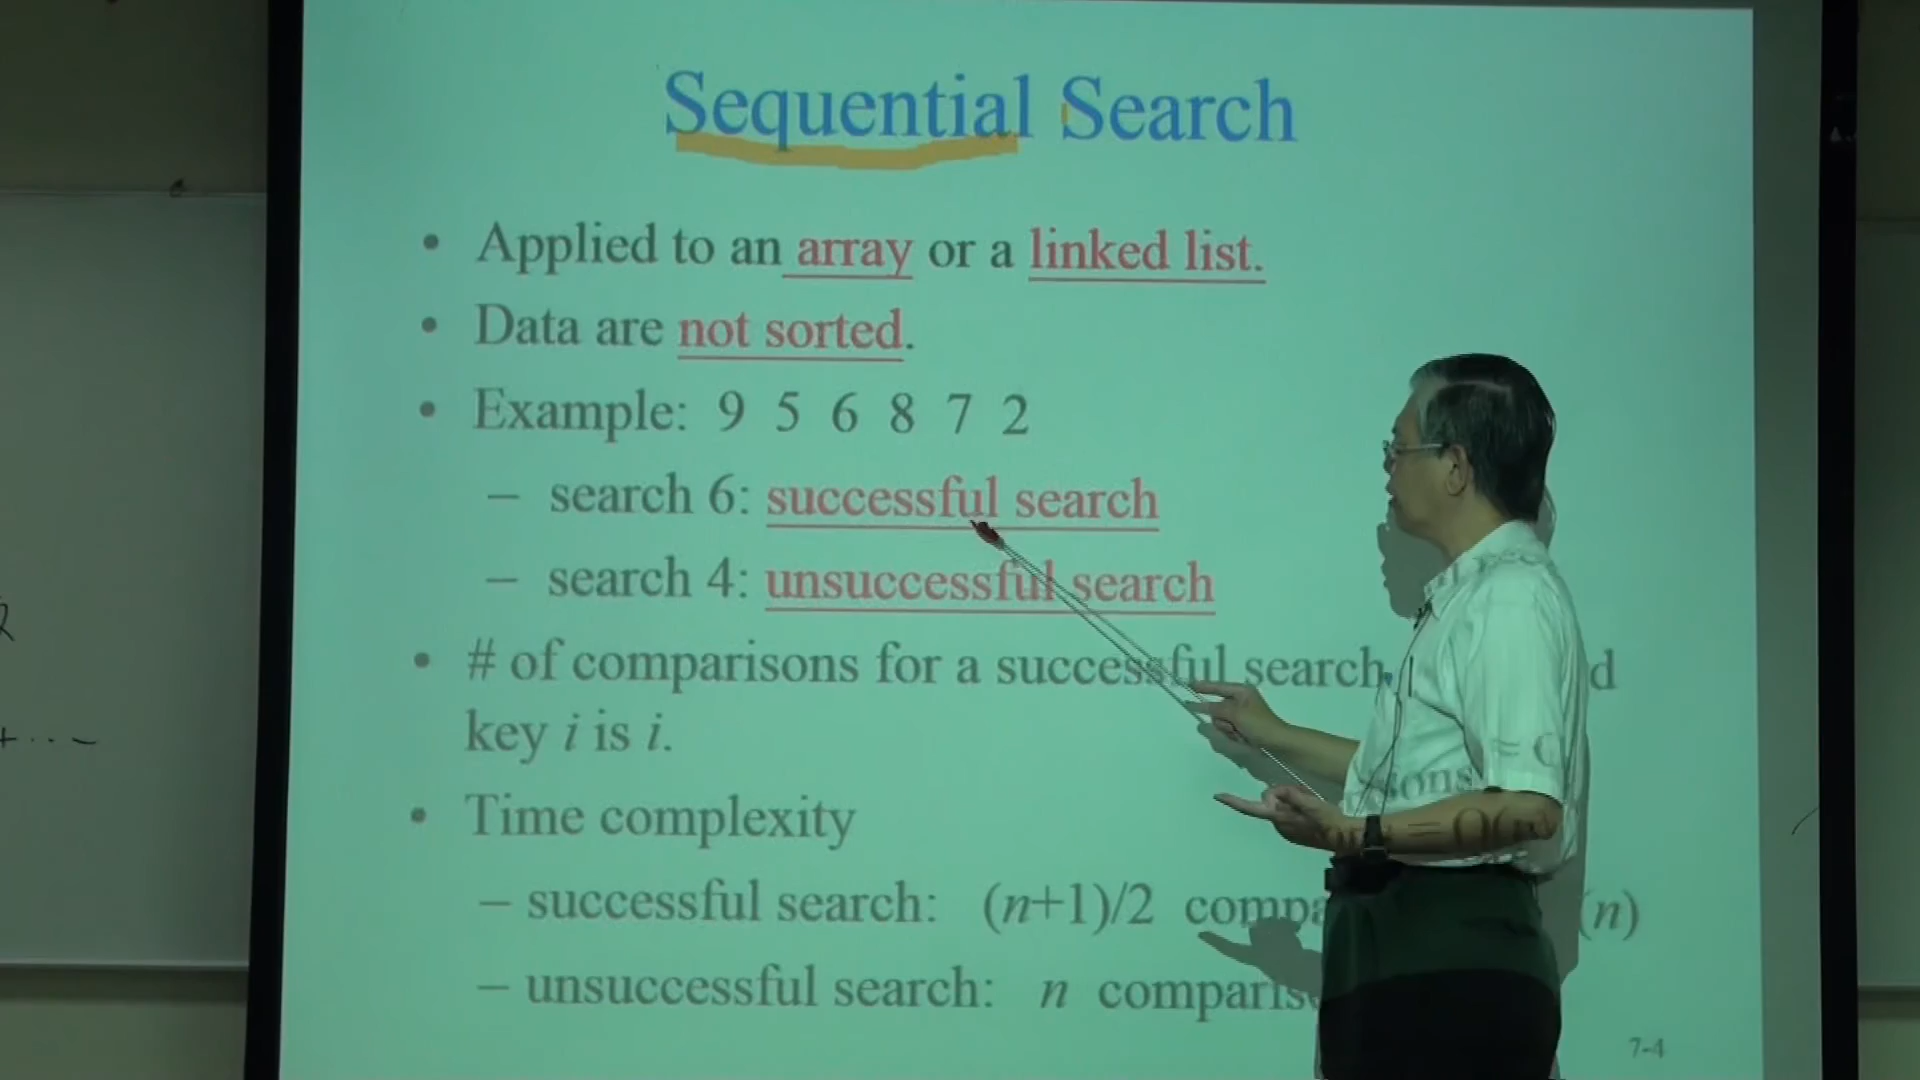 Sequential Search
• Applied to an array or a linked list.
• Data are not sorted.
• Example: 9 5 6 8 7 2
– search 6: successful search
– search 4: unsuccessful search
• # of comparisons for a successful search
key i is i.
• Time complexity
– successful search: (n+1)/2 (n)
– unsuccessful search: n
7-4